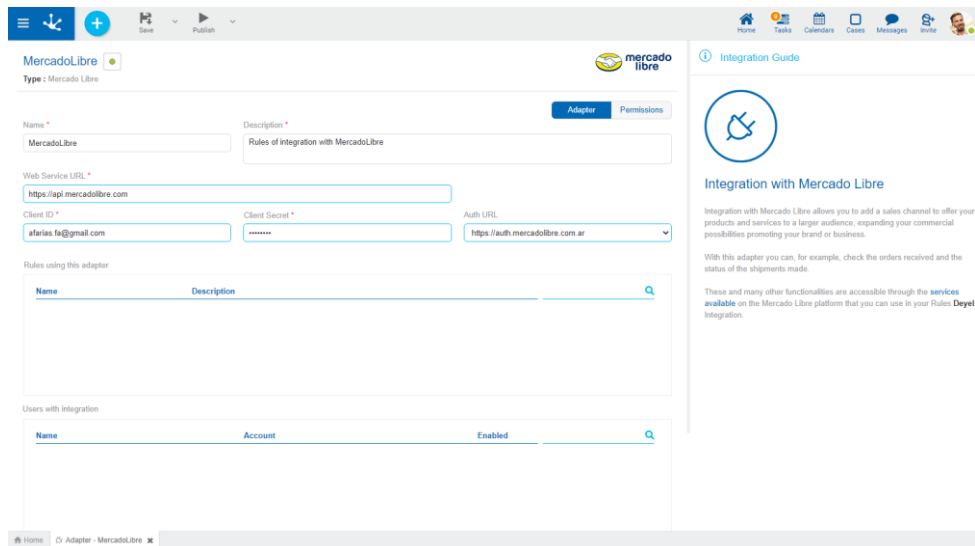 Save
Publish
Home
2
Tasks
Calendars
Cases
Messages
Invite
MercadoLibre
Type : Mercado Libre
mercado
libre
Adapter
Permissions
Name *
Description *
MercadoLibre
Rules of integration with MercadoLibre
Web Service URL *
https://api.mercadolibre.com
Client ID *
Client Secret *
Auth URL
afarias.fa@gmail.com
••••••••
https://auth.mercadolibre.com.ar
Rules using this adapter
Name
Description
Users with integration
Name
Account
Enabled
Integration Guide
Integration with Mercado Libre
Integration with Mercado Libre allows you to add a sales channel to offer your
products and services to a larger audience, expanding your commercial
possibilities promoting your brand or business.
With this adapter you can, for example, check the orders received and the
status of the shipments made.
These and many other functionalities are accessible through the services
available on the Mercado Libre platform that you can use in your Rules Deyel
Integration.
Home
Adapter - MercadoLibre